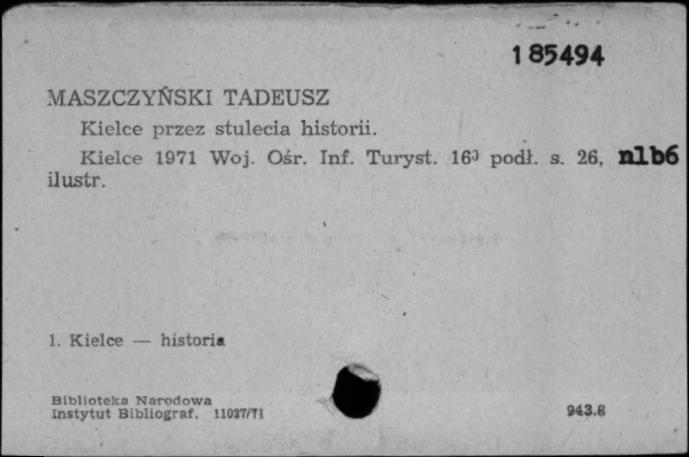 185494
MASZCZYŃSKI TADEUSZ
Kielce przez stulecia historii.
Kielce 1971 Woj. Ośr. Inf. Turyst. 16⁰ podł. s. 26, nlb6
ilustr.
1. Kielce — historia
Biblioteka Narodowa
Instytut Bibliograf. 11027/71
943.8